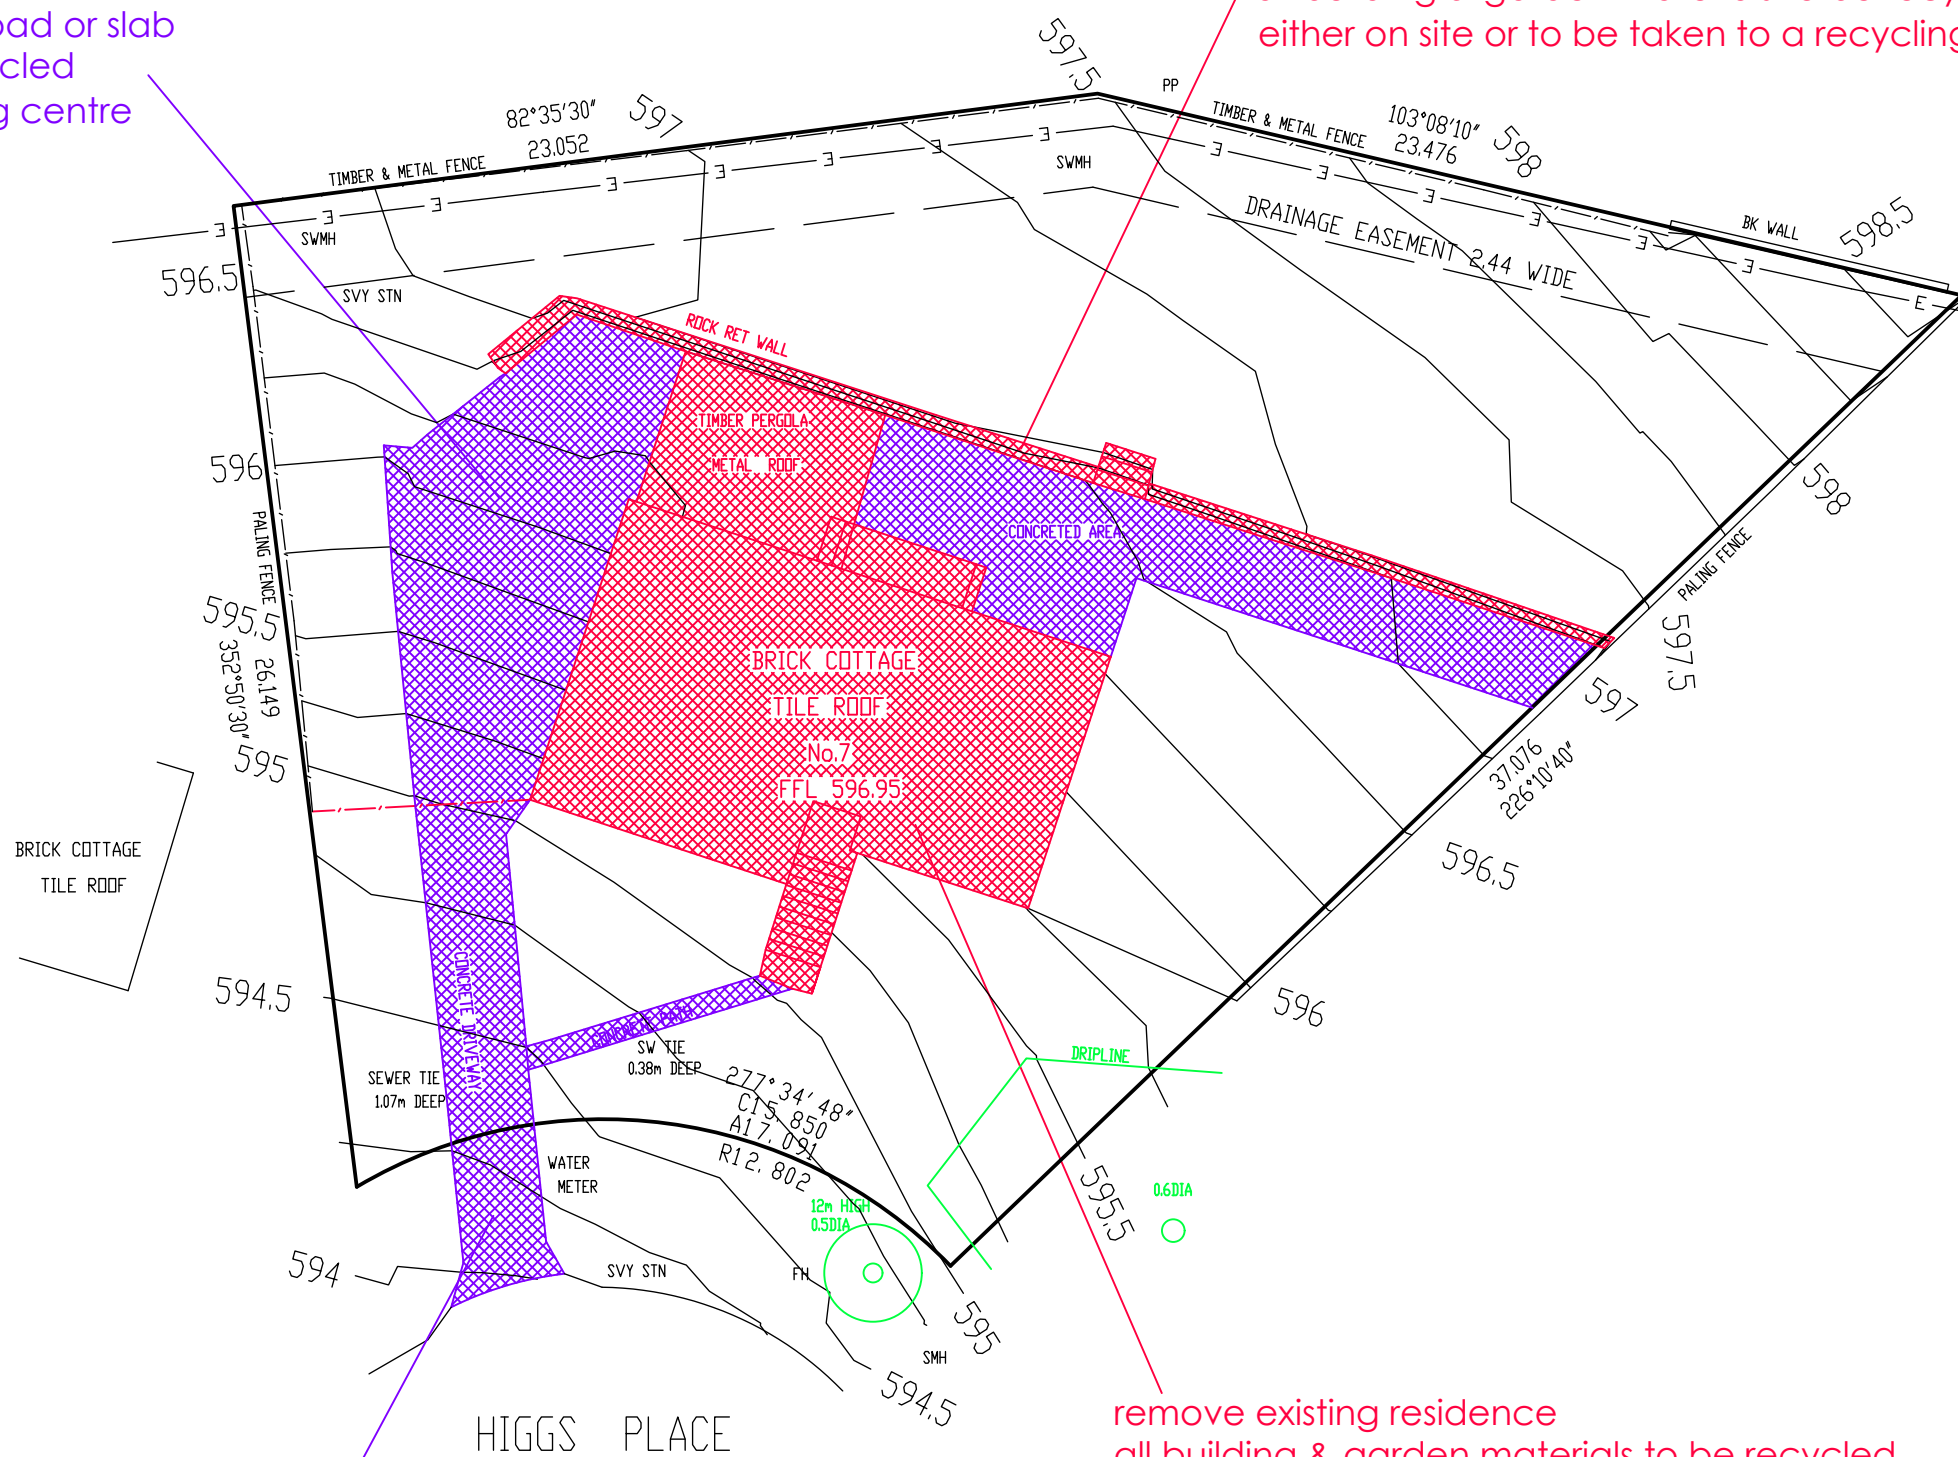 oad or slab
cled
g centre
either on site or to be taken to a recycling
597.5
PP
TIMBER & METAL FENCE
82°35'30"
23.052
597
TIMBER & METAL FENCE
103°08'10"
23.476
598
SWMH
SWMH
DRAINAGE EASEMENT 2.44 WIDE
BK WALL
598.5
E
596.5
SVY STN
ROCK RET WALL
TIMBER PERGOLA
METAL ROOF
596
CONCRETED AREA
598
PALING FENCE
PALING FENCE
595.5
26.149
352°50'30"
BRICK COTTAGE
TILE ROOF
No.7
FFL 596.95
597.5
597
595
37.076
226°10'40"
BRICK COTTAGE
TILE ROOF
596.5
594.5
CONCRETE DRIVEWAY
CONCRETE PATH
596
SW TIE
0.38m DEEP
SEWER TIE
1.07m DEEP
277°34'48"
C15.850
A17.091
R12.802
DRIPLINE
WATER
METER
12m HIGH
0.5DIA
0.6DIA
595.5
594
SVY STN
FH
595
SMH
594.5
HIGGS PLACE
remove existing residence
all building & garden materials to be recycled